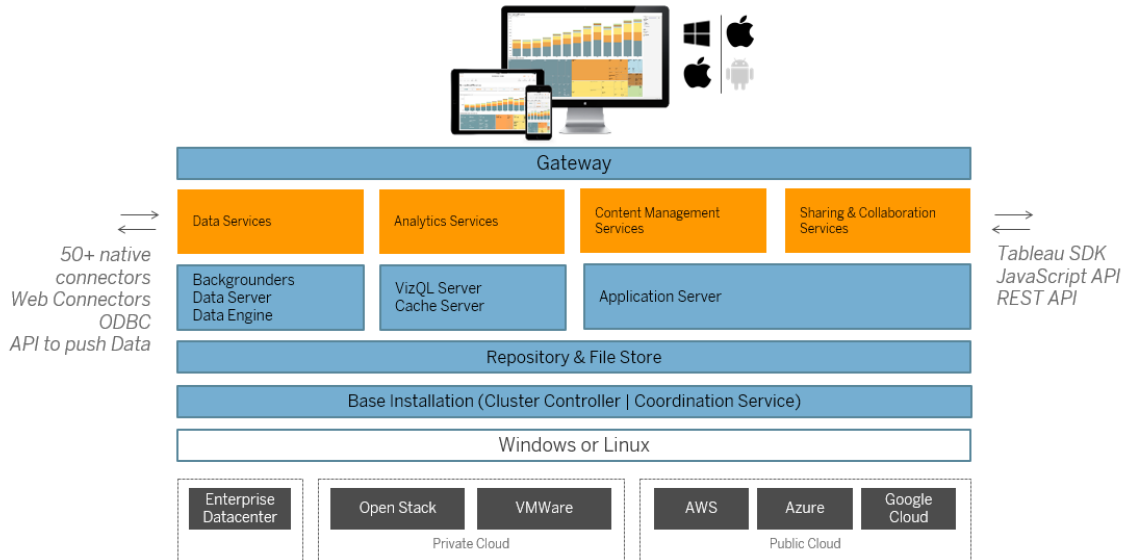 Gateway
Data Services
Analytics Services
Content Management
Services
Sharing & Collaboration
Services
50+ native
connectors
Web Connectors
ODBC
API to push Data
Backgrounders
Data Server
Data Engine
VizQL Server
Cache Server
Application Server
Tableau SDK
JavaScript API
REST API
Repository & File Store
Base Installation (Cluster Controller | Coordination Service)
Windows or Linux
Enterprise
Datacenter
Open Stack
VMWare
Private Cloud
AWS
Azure
Google
Cloud
Public Cloud